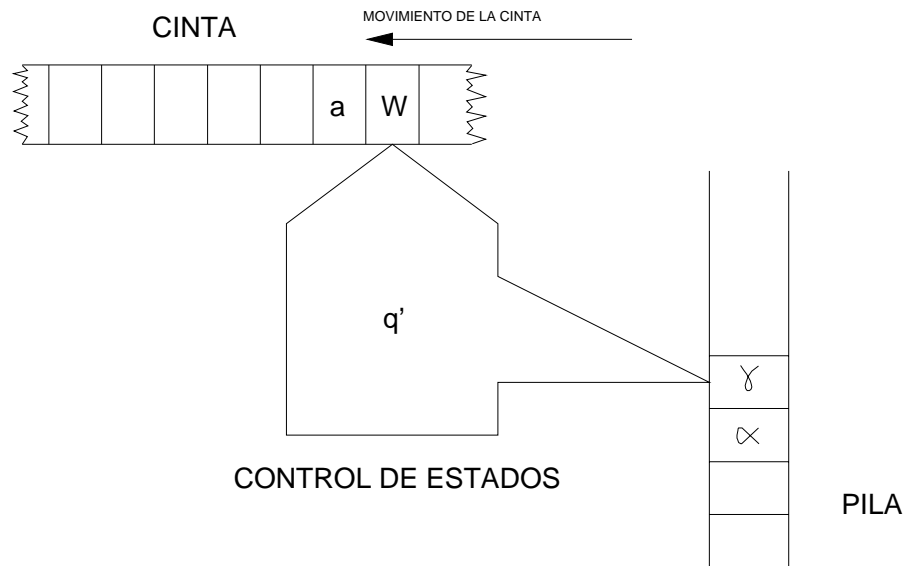 MOVIMIENTO DE LA CINTA
CINTA
a W
q’
γ
α
CONTROL DE ESTADOS
PILA